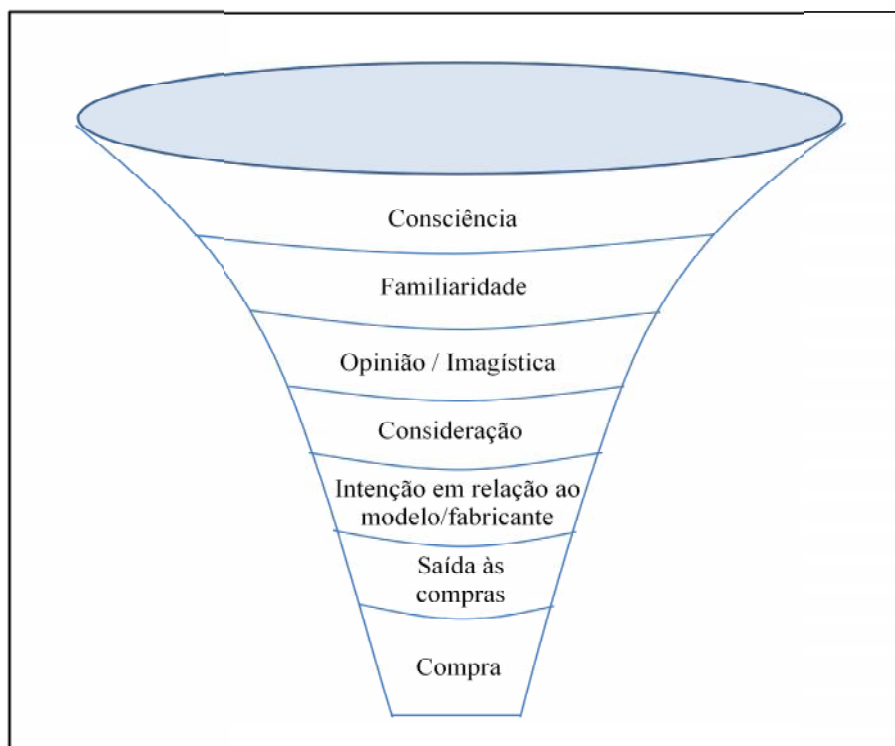 Consciência
Familiaridade
Opinião / Imagística
Consideração
Intenção em relação ao
modelo/fabricante
Saída às
compras
Compra